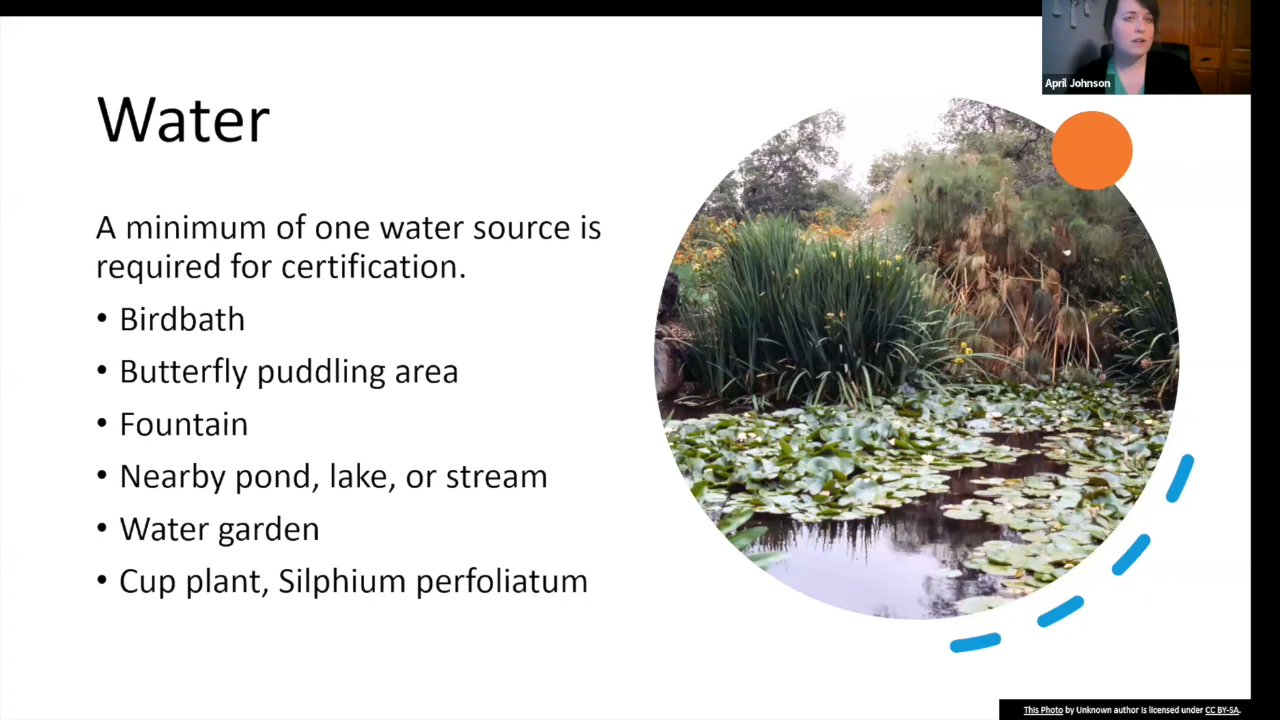 April Johnson
Water
A minimum of one water source is
required for certification.
• Birdbath
• Butterfly puddling area
• Fountain
• Nearby pond, lake, or stream
• Water garden
• Cup plant, Silphium perfoliatum
This Photo by Unknown author is licensed under CC BY-SA.